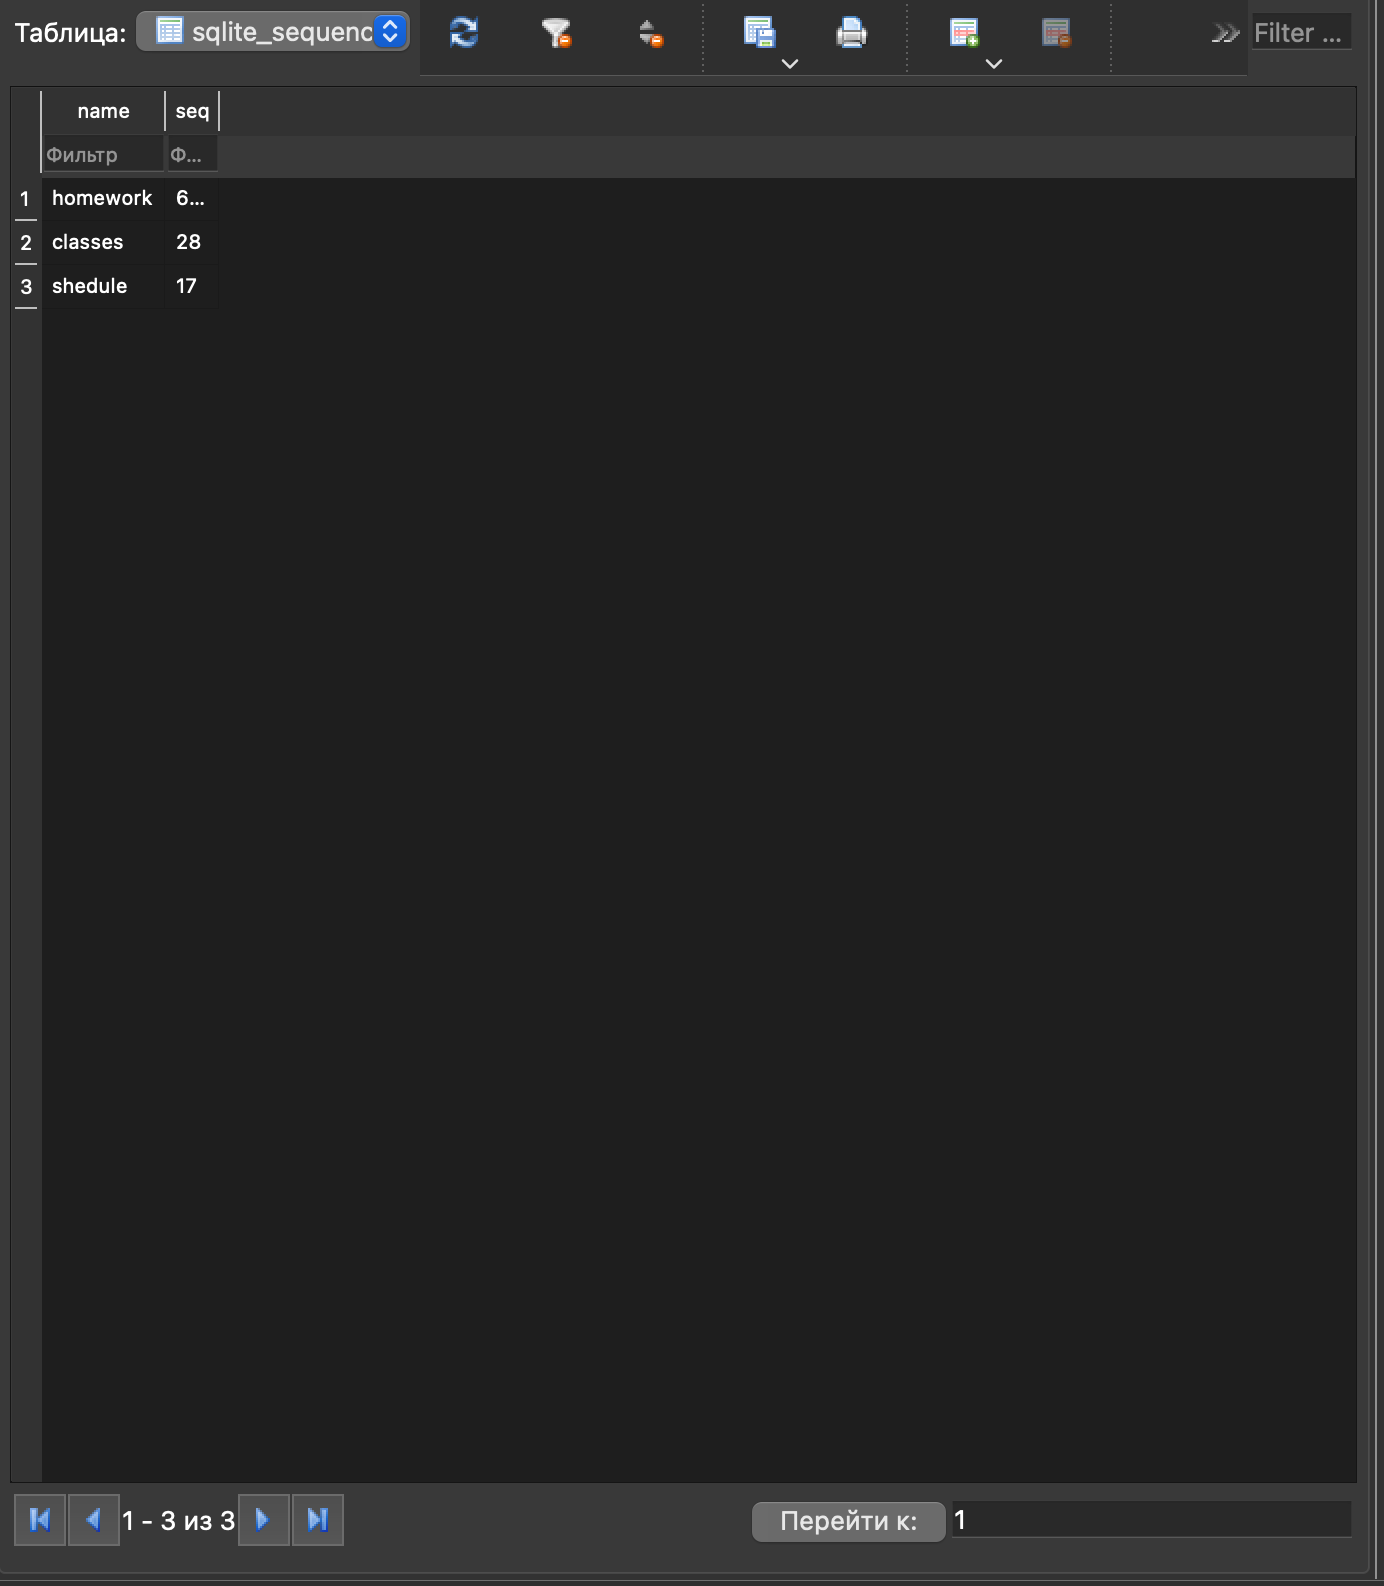 Таблица: sqlite_sequenc Filter ...
name seq
Фильтр Ф...
1 homework 6...
2 classes 28
3 shedule 17
1 - 3 из 3 Перейти к: 1